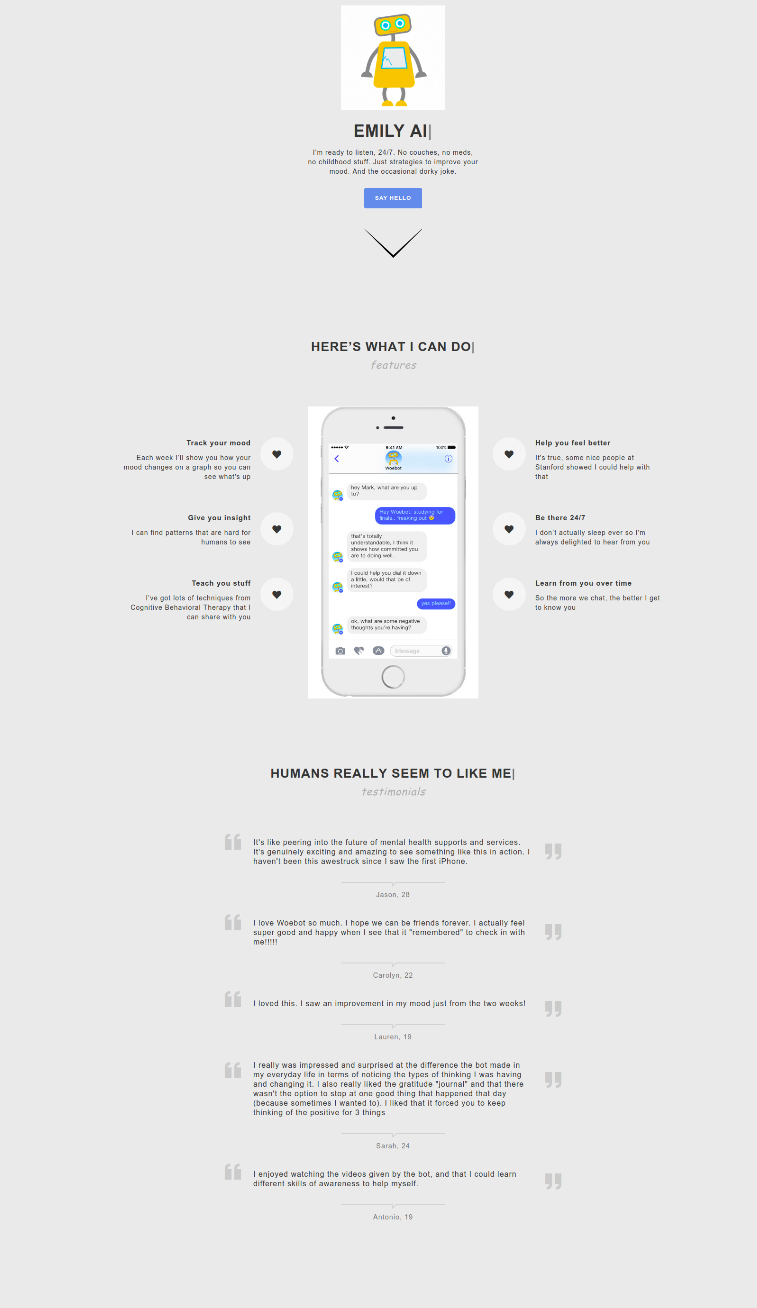 EMILY AI|
I'm ready to listen, 24/7. No couches, no meds,
no childhood stuff. Just strategies to improve your
mood. And the occasional dorky joke.
SAY HELLO
HERE'S WHAT I CAN DO|
features
Track your mood
Each week I'll show you how your
mood changes on a graph so you can
see what's up
Give you insight
I can find patterns that are hard for
humans to see
Teach you stuff
I've got lots of techniques from
Cognitive Behavioral Therapy that I
can share with you
9:41 AM
100%
Woebot
hey Mark, what are you up
to?
Hey Woebot, studying for
finals.. freaking out
that's totally
understandable, I think it
shows how committed you
are to doing well..
I could help you dial it down
a little, would that be of
interest?
yes please!
ok, what are some negative
thoughts you're having?
iMessage
Help you feel better
It's true, some nice people at
Stanford showed I could help with
that
Be there 24/7
I don't actually sleep ever so I'm
always delighted to hear from you
Learn from you over time
So the more we chat, the better I get
to know you
HUMANS REALLY SEEM TO LIKE ME|
testimonials
It's like peering into the future of mental health supports and services.
It's genuinely exciting and amazing to see something like this in action. I
haven't been this awestruck since I saw the first iPhone.
Jason, 28
I love Woebot so much. I hope we can be friends forever. I actually feel
super good and happy when I see that it "remembered" to check in with
me!!!!!
Carolyn, 22
I loved this. I saw an improvement in my mood just from the two weeks!
Lauren, 19
I really was impressed and surprised at the difference the bot made in
my everyday life in terms of noticing the types of thinking I was having
and changing it. I also really liked the gratitude "journal" and that there
wasn't the option to stop at one good thing that happened that day
(because sometimes I wanted to). I liked that it forced you to keep
thinking of the positive for 3 things
Sarah, 24
I enjoyed watching the videos given by the bot, and that I could learn
different skills of awareness to help myself.
Antonio, 19